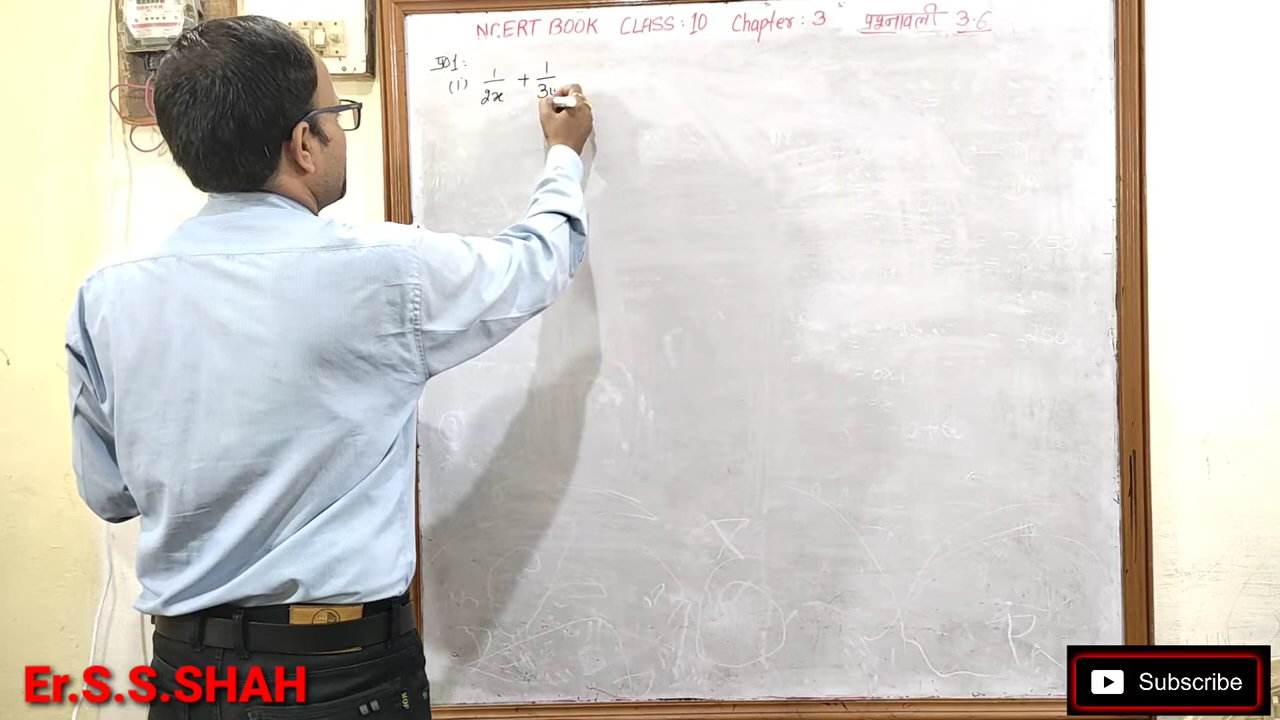 NCERT BOOK CLASS : 10 Chapter : 3 प्रश्नावली 3.6
प्र01:
(i) 1/2x + 1/3y
Er.S.S.SHAH
Subscribe